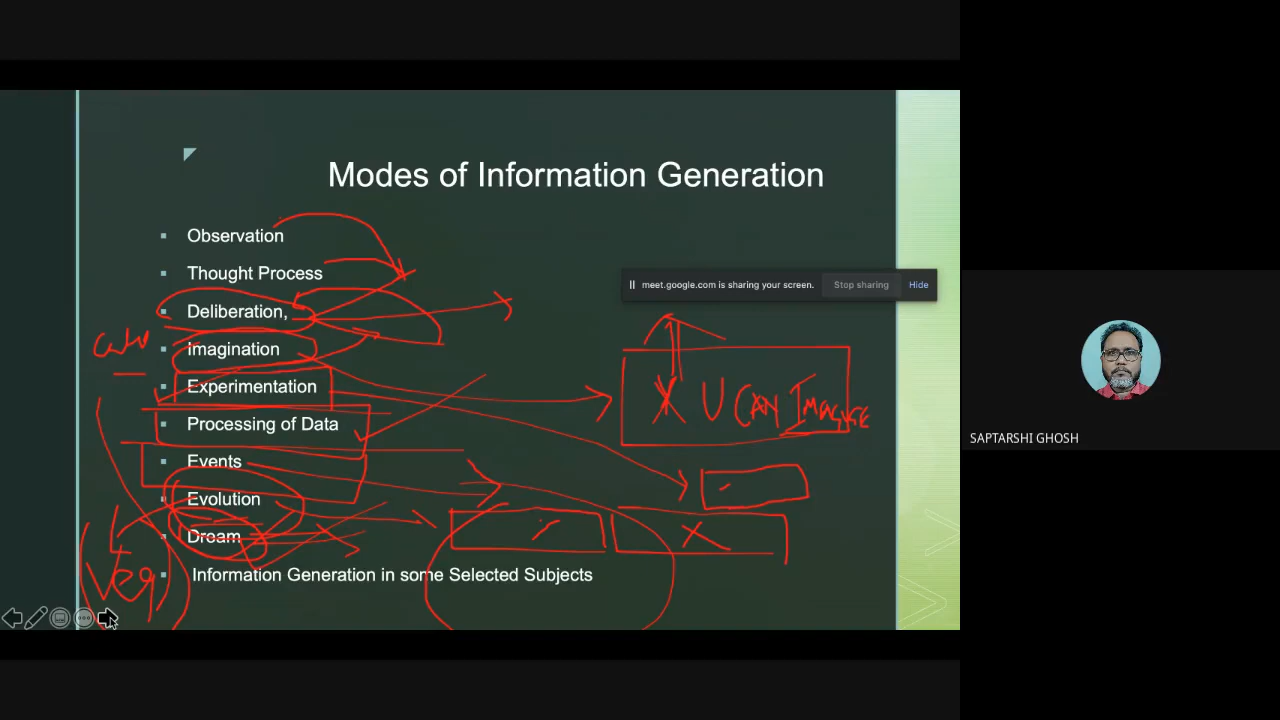 Modes of Information Generation
Observation
Thought Process
meet.google.com is sharing your screen. Stop sharing Hide
Deliberation,
Imagination
Experimentation
X U CAN IMAGINE
Processing of Data
Events
Evolution
Dream
Information Generation in some Selected Subjects
SAPTARSHI GHOSH